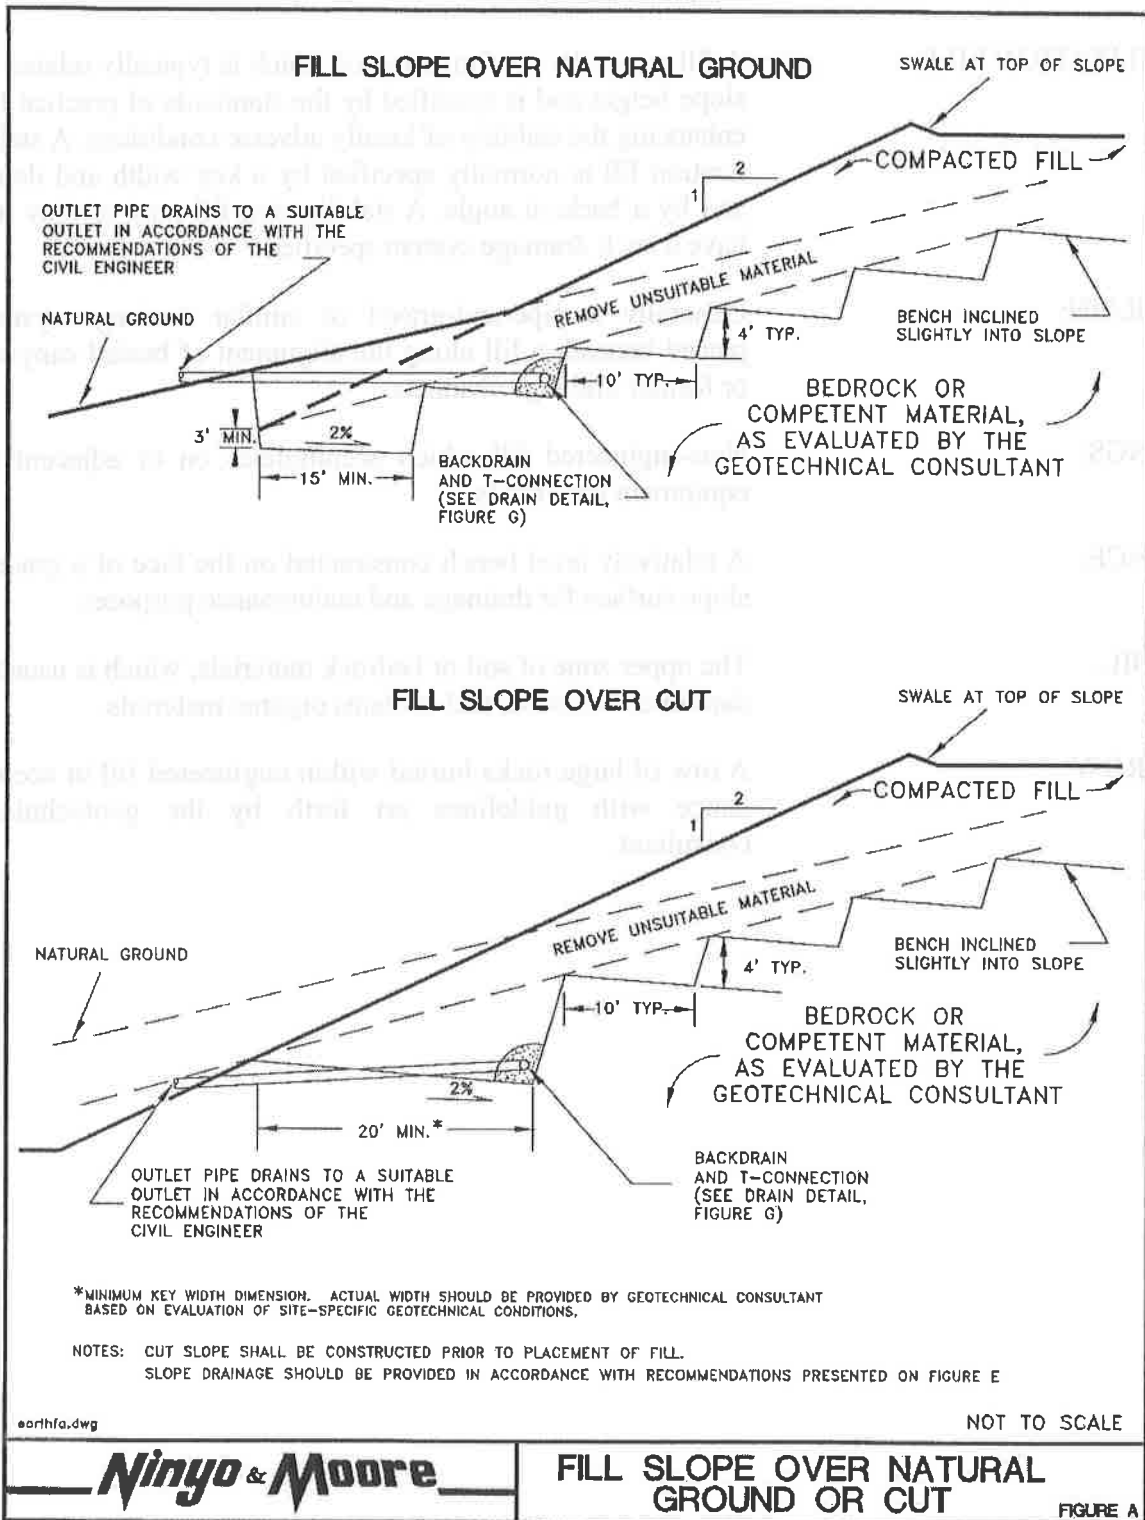 FILL SLOPE OVER NATURAL GROUND
SWALE AT TOP OF SLOPE
COMPACTED FILL
2
1
OUTLET PIPE DRAINS TO A SUITABLE
OUTLET IN ACCORDANCE WITH THE
RECOMMENDATIONS OF THE
CIVIL ENGINEER
REMOVE UNSUITABLE MATERIAL
NATURAL GROUND
4' TYP.
BENCH INCLINED
SLIGHTLY INTO SLOPE
10' TYP.
BEDROCK OR
COMPETENT MATERIAL,
AS EVALUATED BY THE
GEOTECHNICAL CONSULTANT
3' MIN.
2%
15' MIN.
BACKDRAIN
AND T-CONNECTION
(SEE DRAIN DETAIL,
FIGURE G)
FILL SLOPE OVER CUT
SWALE AT TOP OF SLOPE
COMPACTED FILL
2
1
REMOVE UNSUITABLE MATERIAL
NATURAL GROUND
4' TYP.
BENCH INCLINED
SLIGHTLY INTO SLOPE
10' TYP.
BEDROCK OR
COMPETENT MATERIAL,
AS EVALUATED BY THE
GEOTECHNICAL CONSULTANT
2%
20' MIN.*
OUTLET PIPE DRAINS TO A SUITABLE
OUTLET IN ACCORDANCE WITH THE
RECOMMENDATIONS OF THE
CIVIL ENGINEER
BACKDRAIN
AND T-CONNECTION
(SEE DRAIN DETAIL,
FIGURE G)
*MINIMUM KEY WIDTH DIMENSION. ACTUAL WIDTH SHOULD BE PROVIDED BY GEOTECHNICAL CONSULTANT
BASED ON EVALUATION OF SITE-SPECIFIC GEOTECHNICAL CONDITIONS.
NOTES: CUT SLOPE SHALL BE CONSTRUCTED PRIOR TO PLACEMENT OF FILL.
SLOPE DRAINAGE SHOULD BE PROVIDED IN ACCORDANCE WITH RECOMMENDATIONS PRESENTED ON FIGURE E
earthfa.dwg
NOT TO SCALE
Ninyo & Moore
FILL SLOPE OVER NATURAL
GROUND OR CUT
FIGURE A